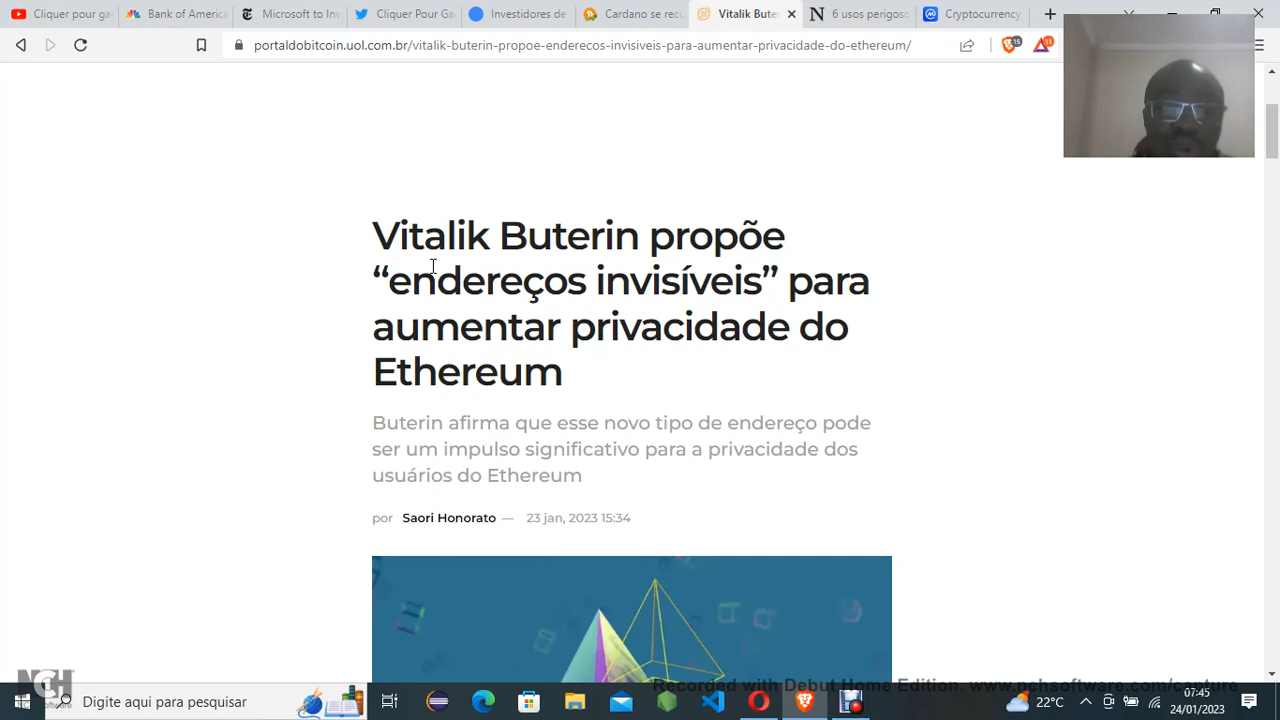 Cliquer pour ga
Bank of America
Microsoft to Inv
Cliquer Pour Ga
Investidores de
Cardano se recu
Vitalik Bute
6 usos perigoso
Cryptocurrency
portaldobitcoin.uol.com.br/vitalik-buterin-propoe-enderecos-invisiveis-para-aumentar-privacidade-do-ethereum/
Vitalik Buterin propõe
“endereços invisíveis” para
aumentar privacidade do
Ethereum
Buterin afirma que esse novo tipo de endereço pode
ser um impulso significativo para a privacidade dos
usuários do Ethereum
por Saori Honorato — 23 jan, 2023 15:34
NCH
Recorded with Debut Home Edition. www.nchsoftware.com/capture
Digite aqui para pesquisar
22°C
07:45
24/01/2023